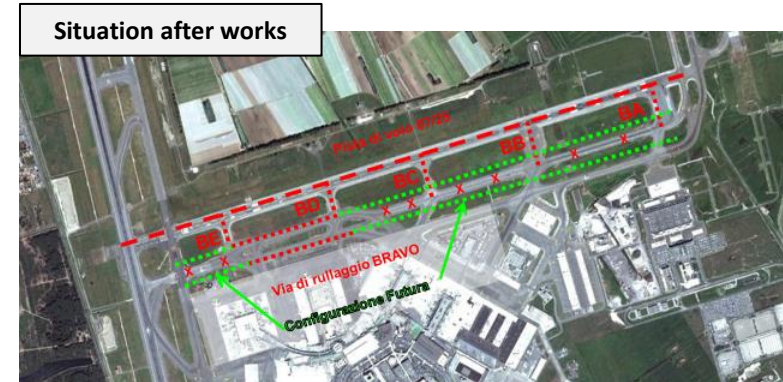 Situation after works
Pista di volo 07/25
BA
BB
BC
BD
BE
Via di rullaggio BRAVO
Configurazione Futura
x x x x x x x x